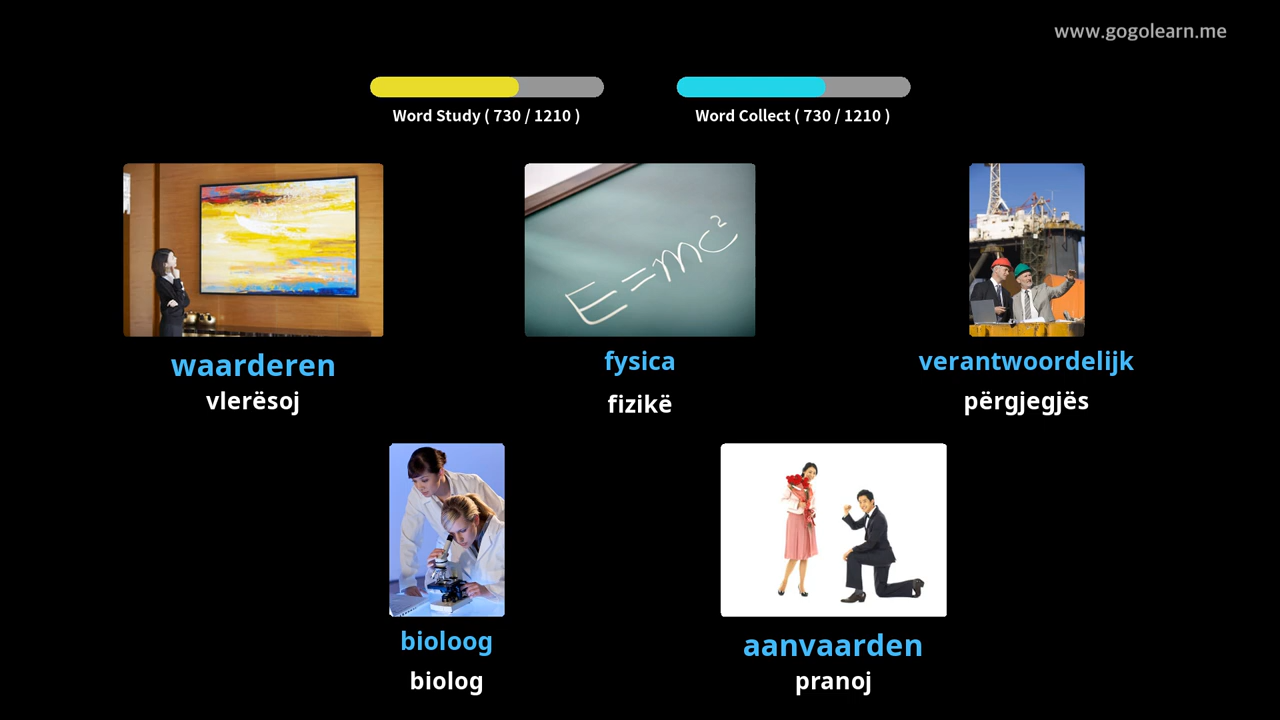 www.gogolearn.me
Word Study ( 730 / 1210 )
Word Collect ( 730 / 1210 )
E=mc²
waarderen
vlerësoj
fysica
fizikë
verantwoordelijk
përgjegjës
bioloog
biolog
aanvaarden
pranoj